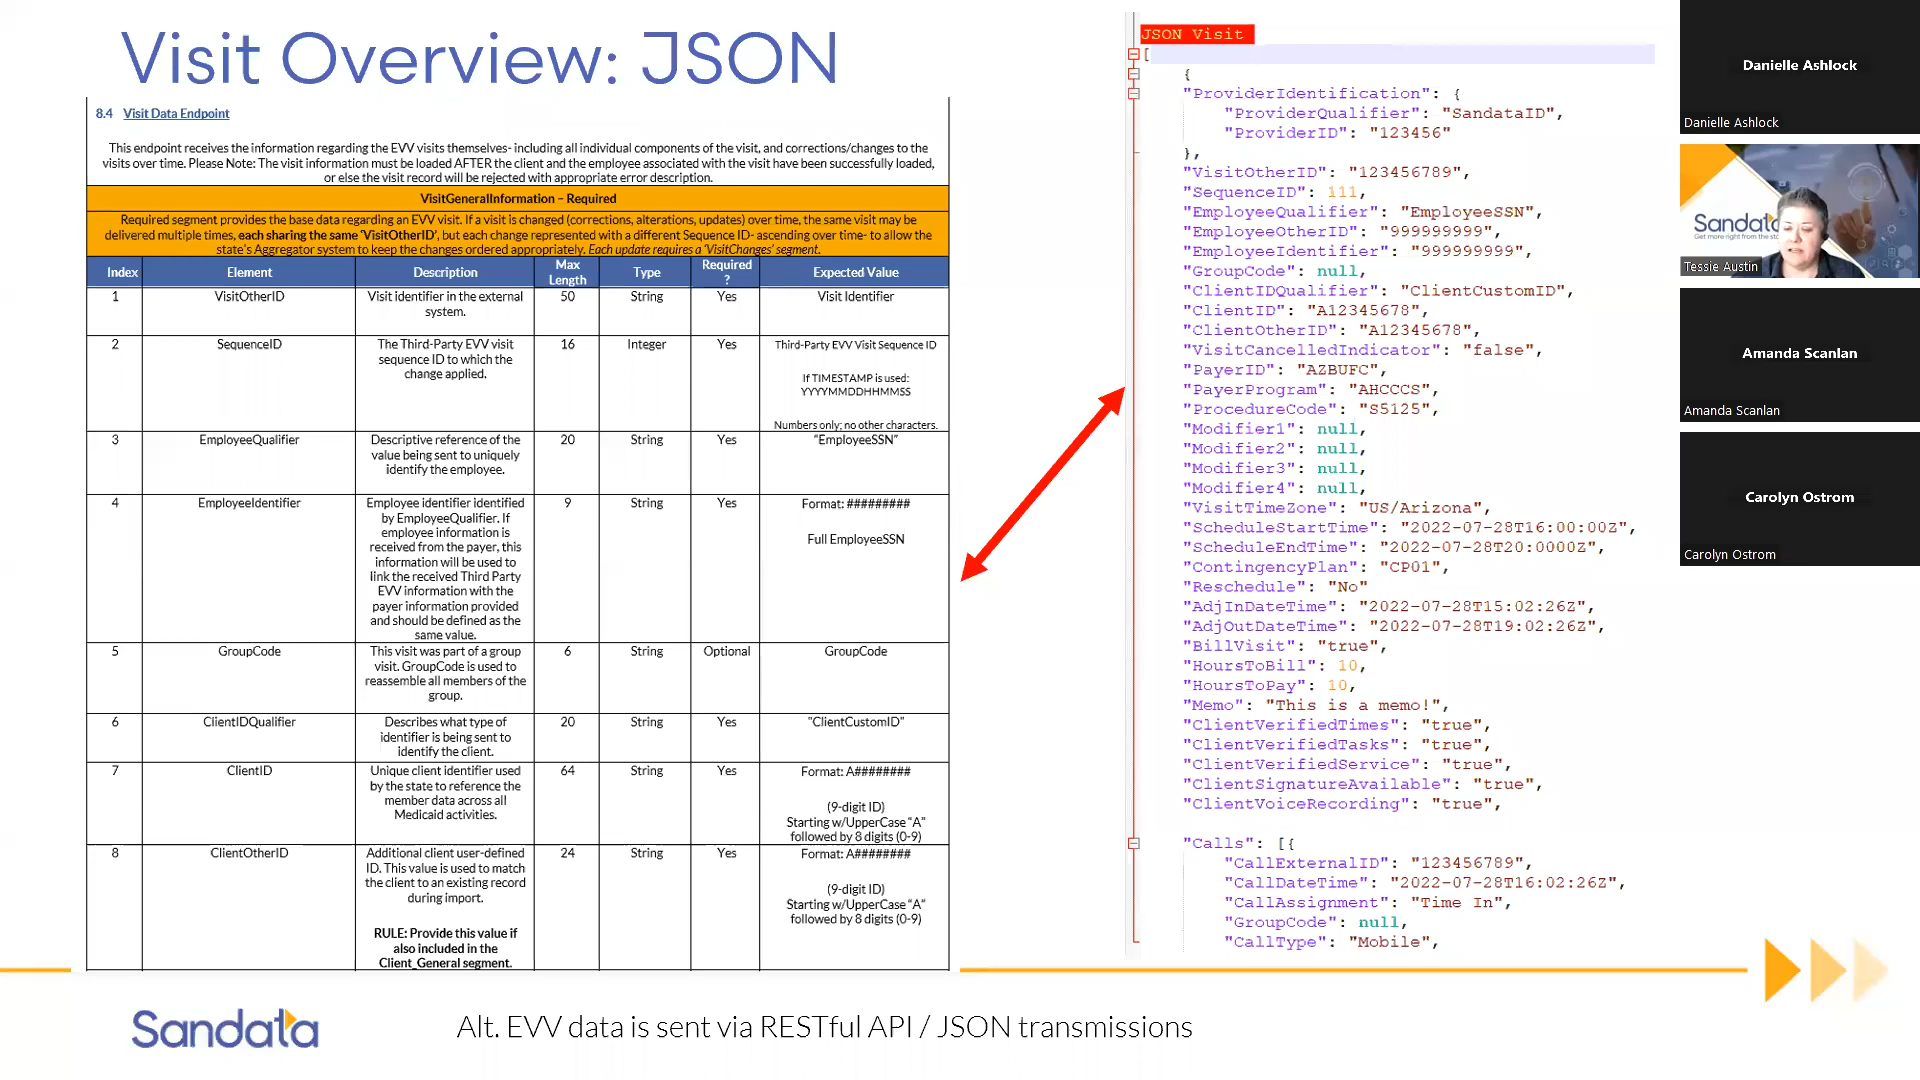 Visit Overview: JSON
8.4 Visit Data Endpoint
This endpoint receives the information regarding the EVV visits themselves- including all individual components of the visit, and corrections/changes to the
visits over time. Please Note: The visit information must be loaded AFTER the client and the employee associated with the visit have been successfully loaded,
or else the visit record will be rejected with appropriate error description.
VisitGeneralInformation – Required
Required segment provides the base data regarding an EVV visit. If a visit is changed (corrections, alterations, updates) over time, the same visit may be
delivered multiple times, each sharing the same 'VisitOtherID', but each change represented with a different Sequence ID- ascending over time- to allow the
state's Aggregator system to keep the changes ordered appropriately. Each update requires a 'VisitChanges' segment.
Index Element Description Max Length Type Required ? Expected Value
1 VisitOtherID Visit identifier in the external system. 50 String Yes Visit Identifier
2 SequenceID The Third-Party EVV visit sequence ID to which the change applied. 16 Integer Yes Third-Party EVV Visit Sequence ID
If TIMESTAMP is used:
YYYYMMDDHHMMSS
Numbers only; no other characters.
3 EmployeeQualifier Descriptive reference of the value being sent to uniquely identify the employee. 20 String Yes "EmployeeSSN"
4 EmployeeIdentifier Employee identifier identified by EmployeeQualifier. If employee information is received from the payer, this information will be used to link the received Third Party EVV information with the payer information provided and should be defined as the same value. 9 String Yes Format: #########
Full EmployeeSSN
5 GroupCode This visit was part of a group visit. GroupCode is used to reassemble all members of the group. 6 String Optional GroupCode
6 ClientIDQualifier Describes what type of identifier is being sent to identify the client. 20 String Yes "ClientCustomID"
7 ClientID Unique client identifier used by the state to reference the member data across all Medicaid activities. 64 String Yes Format: A########
(9-digit ID)
Starting w/UpperCase "A"
followed by 8 digits (0-9)
8 ClientOtherID Additional client user-defined ID. This value is used to match the client to an existing record during import. 24 String Yes Format: A########
(9-digit ID)
Starting w/UpperCase "A"
followed by 8 digits (0-9)
RULE: Provide this value if
also included in the
Client_General segment.
JSON Visit
[
{
"ProviderIdentification": {
"ProviderQualifier": "SandataID",
"ProviderID": "123456"
},
"VisitOtherID": "123456789",
"SequenceID": 111,
"EmployeeQualifier": "EmployeeSSN",
"EmployeeOtherID": "999999999",
"EmployeeIdentifier": "999999999",
"GroupCode": null,
"ClientIDQualifier": "ClientCustomID",
"ClientID": "A12345678",
"ClientOtherID": "A12345678",
"VisitCancelledIndicator": "false",
"PayerID": "AZBUFC",
"PayerProgram": "AHCCCS",
"ProcedureCode": "S5125",
"Modifier1": null,
"Modifier2": null,
"Modifier3": null,
"Modifier4": null,
"VisitTimeZone": "US/Arizona",
"ScheduleStartTime": "2022-07-28T16:00:00Z",
"ScheduleEndTime": "2022-07-28T20:0000Z",
"ContingencyPlan": "CP01",
"Reschedule": "No"
"AdjInDateTime": "2022-07-28T15:02:26Z",
"AdjOutDateTime": "2022-07-28T19:02:26Z",
"BillVisit": "true",
"HoursToBill": 10,
"HoursToPay": 10,
"Memo": "This is a memo!",
"ClientVerifiedTimes": "true",
"ClientVerifiedTasks": "true",
"ClientVerifiedService": "true",
"ClientSignatureAvailable": "true",
"ClientVoiceRecording": "true",
"Calls": [{
"CallExternalID": "123456789",
"CallDateTime": "2022-07-28T16:02:26Z",
"CallAssignment": "Time In",
"GroupCode": null,
"CallType": "Mobile",
Sandata
Alt. EVV data is sent via RESTful API / JSON transmissions
Danielle Ashlock
Danielle Ashlock
Sandata
Get more right from the sta
Tessie Austin
Amanda Scanlan
Amanda Scanlan
Carolyn Ostrom
Carolyn Ostrom